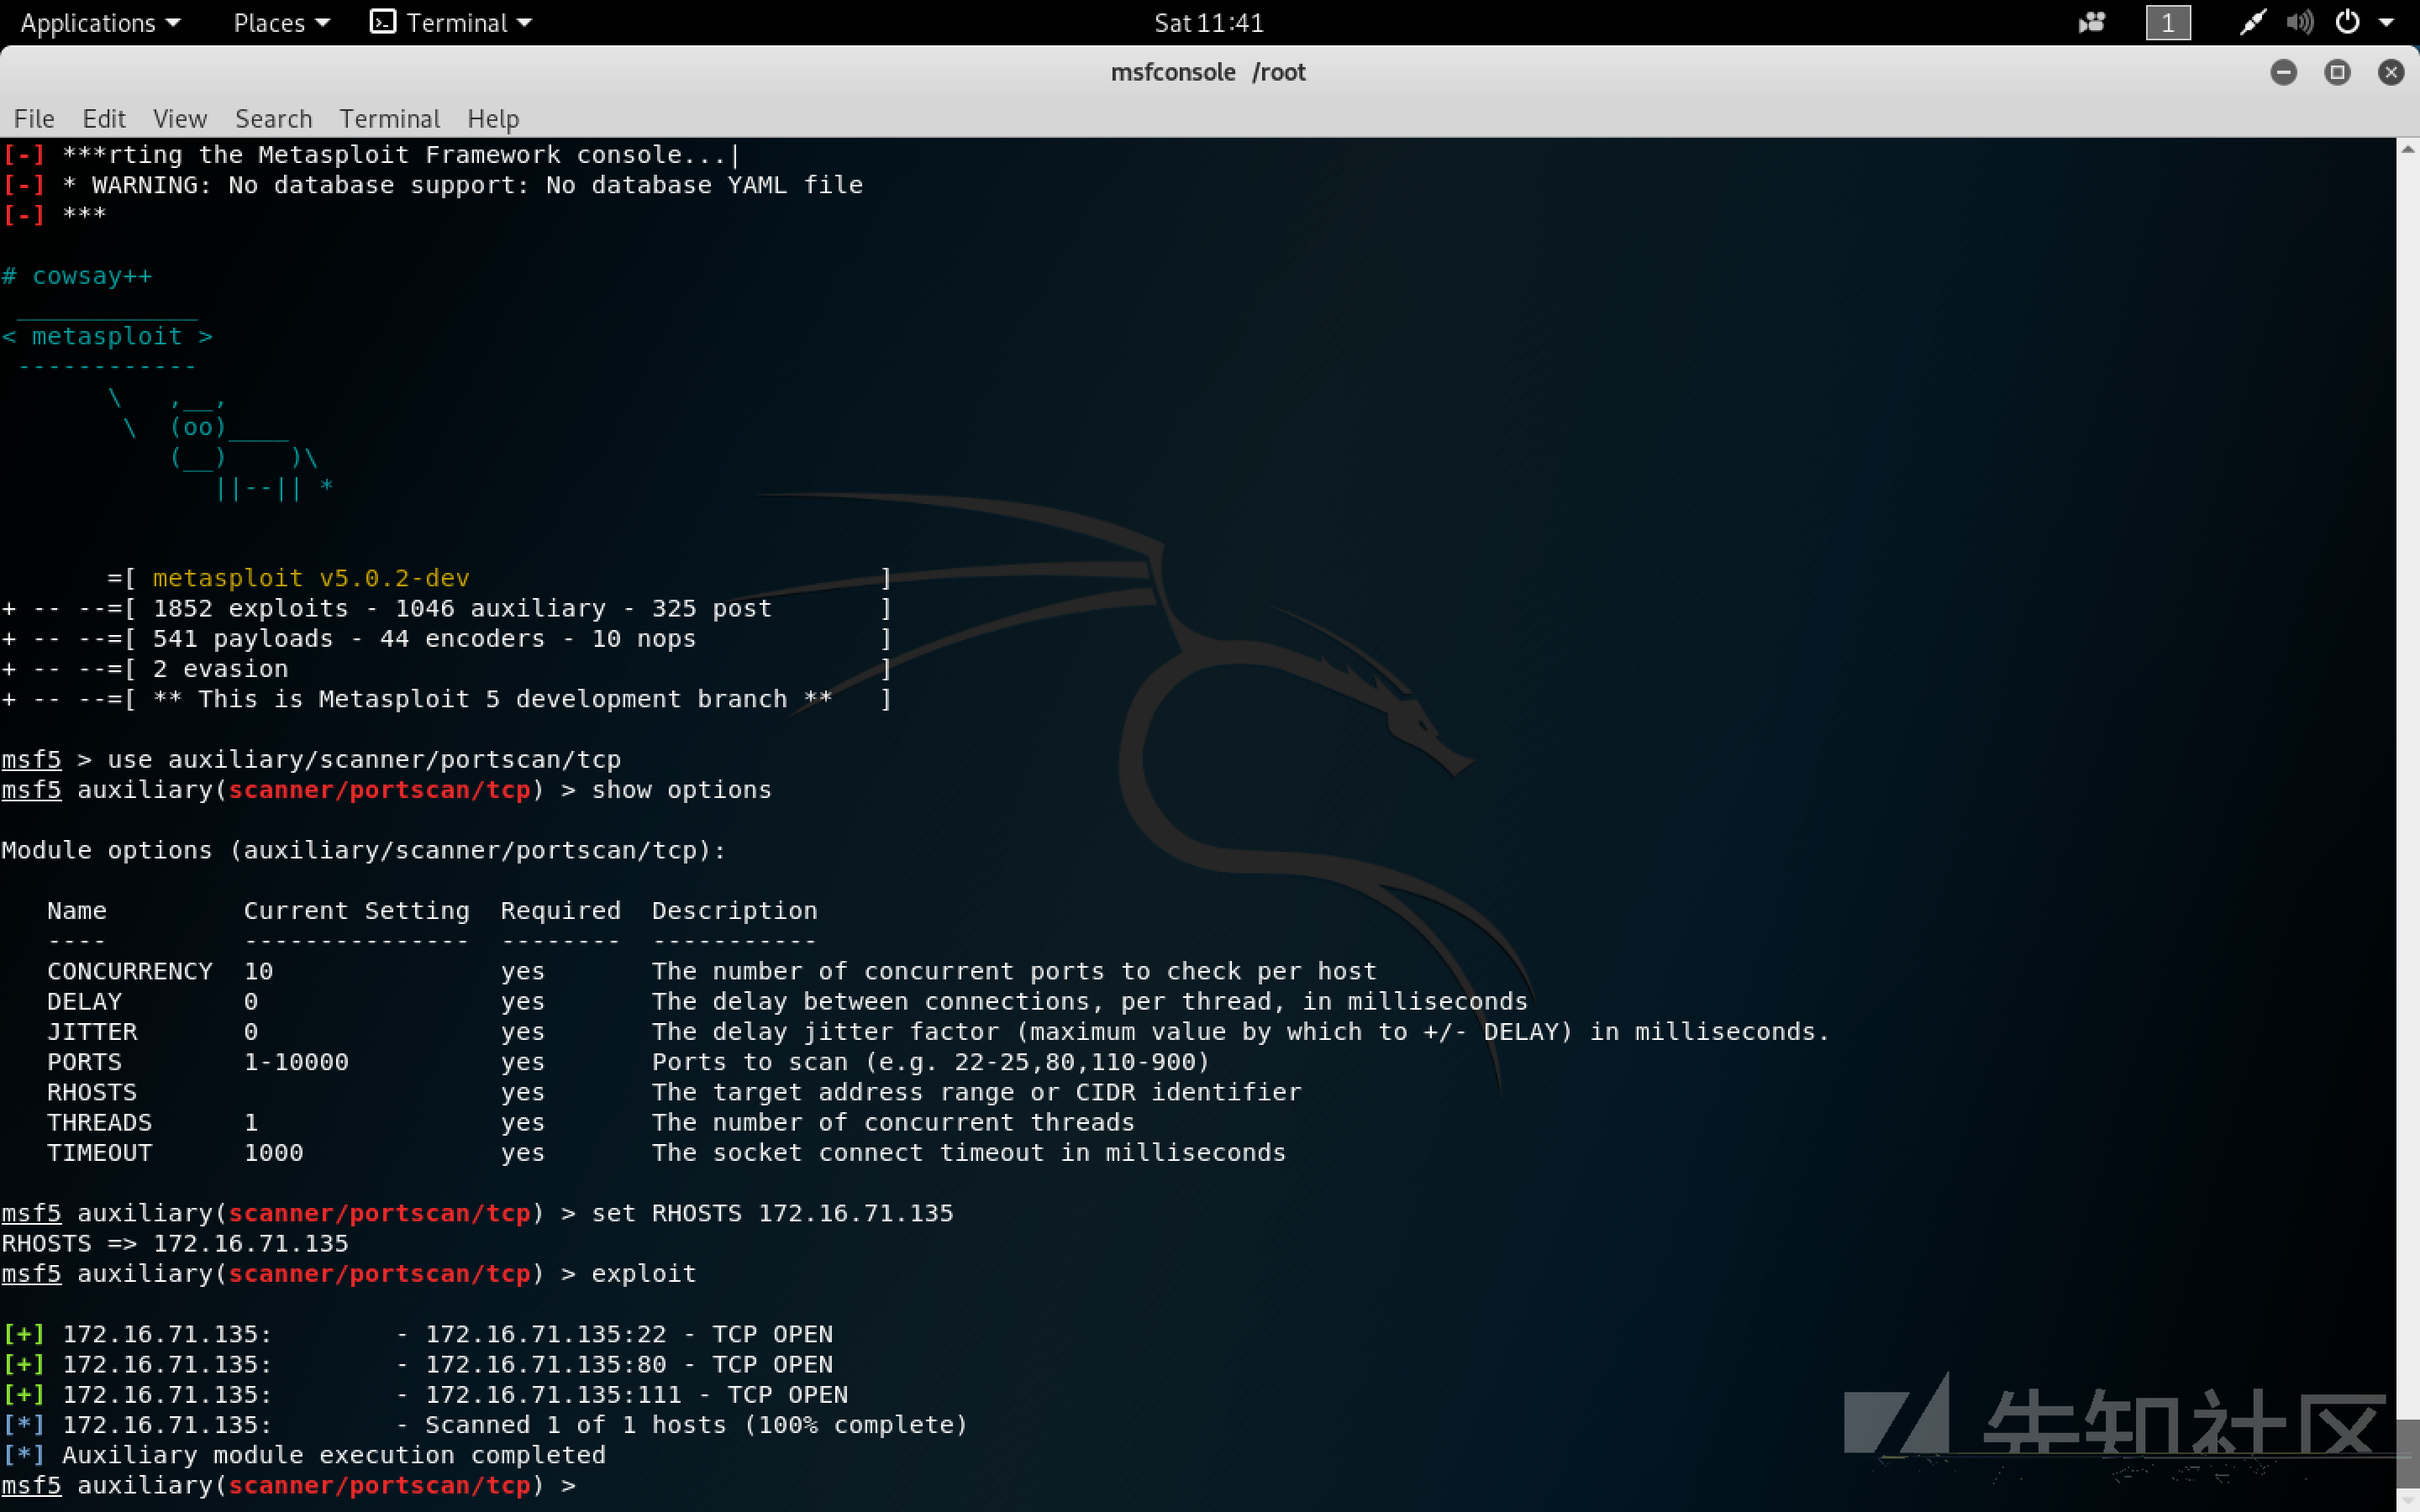 Applications Places Terminal Sat 11:41 1
msfconsole /root
File Edit View Search Terminal Help
[-] ***rting the Metasploit Framework console...|
[-] * WARNING: No database support: No database YAML file
[-] ***
# cowsay++
 ____________
< metasploit >
 ------------
       \   ,__,
        \  (oo)____
           (__)    )\
              ||--|| *
       =[ metasploit v5.0.2-dev                           ]
+ -- --=[ 1852 exploits - 1046 auxiliary - 325 post       ]
+ -- --=[ 541 payloads - 44 encoders - 10 nops            ]
+ -- --=[ 2 evasion                                       ]
+ -- --=[ ** This is Metasploit 5 development branch **   ]
msf5 > use auxiliary/scanner/portscan/tcp
msf5 auxiliary(scanner/portscan/tcp) > show options
Module options (auxiliary/scanner/portscan/tcp):
   Name         Current Setting  Required  Description
   ----         ---------------  --------  -----------
   CONCURRENCY  10               yes       The number of concurrent ports to check per host
   DELAY        0                yes       The delay between connections, per thread, in milliseconds
   JITTER       0                yes       The delay jitter factor (maximum value by which to +/- DELAY) in milliseconds.
   PORTS        1-10000          yes       Ports to scan (e.g. 22-25,80,110-900)
   RHOSTS                        yes       The target address range or CIDR identifier
   THREADS      1                yes       The number of concurrent threads
   TIMEOUT      1000             yes       The socket connect timeout in milliseconds
msf5 auxiliary(scanner/portscan/tcp) > set RHOSTS 172.16.71.135
RHOSTS => 172.16.71.135
msf5 auxiliary(scanner/portscan/tcp) > exploit
[+] 172.16.71.135:        - 172.16.71.135:22 - TCP OPEN
[+] 172.16.71.135:        - 172.16.71.135:80 - TCP OPEN
[+] 172.16.71.135:        - 172.16.71.135:111 - TCP OPEN
[*] 172.16.71.135:        - Scanned 1 of 1 hosts (100% complete)
[*] Auxiliary module execution completed
msf5 auxiliary(scanner/portscan/tcp) >
先知社区